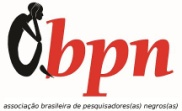 abpn
associação brasileira de pesquisadores(as) negros(as)